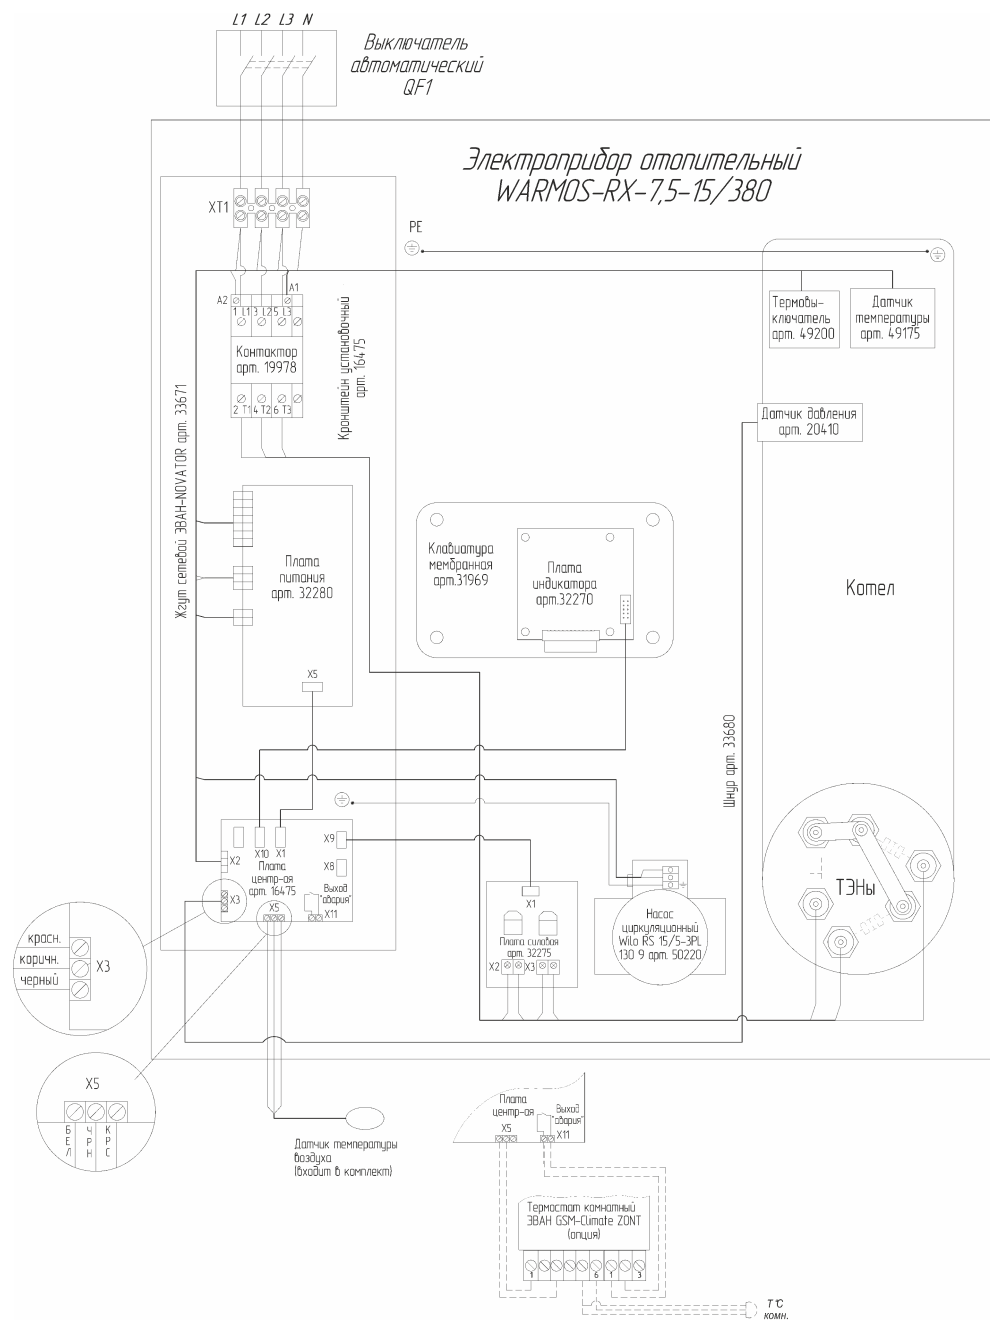 L1 L2 L3 N
Выключатель
автоматический
QF1
Электроприбор отопительный
WARMOS-RX-7,5-15/380
XT1
PE
A2
A1
1 L1 3 L2 5 L3
Контактор
арт. 19978
2 T1 4 T2 6 T3
Кронштейн установочный
арт. 16475
Термовы-
ключатель
арт. 49200
Датчик
температуры
арт. 49175
Датчик давления
арт. 20410
Жгут сетевой ЭВАН-NOVATOR арт. 33671
Плата
питания
арт. 32280
X5
Клавиатура
мембранная
арт.31969
Плата
индикатора
арт.32270
Котел
Шнур арт. 33680
X10
X1
X9
X2
X8
Плата
центр-ая
арт. 16475
X3
X5
Выход
"авария"
X11
X1
Плата силовая
арт. 32275
X2
X3
Насос
циркуляционный
Wilo RS 15/5-3PL
130 9 арт. 50220
ТЭНы
красн.
коричн.
черный
X3
X5
БЕЛ
ЧРН
КРС
Датчик температуры
воздуха
(входит в комплект)
Плата
центр-ая
X5
Выход
"авария"
X11
Термостат комнатный
ЭВАН GSM-Climate ZONT
(опция)
1
6
1
3
T°C
комн.